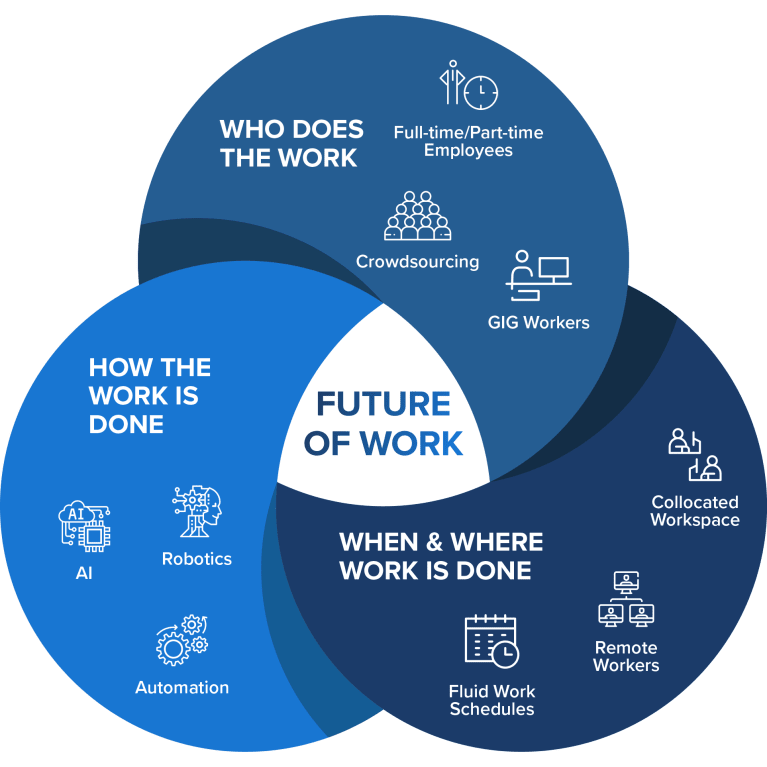 WHO DOES
THE WORK
Full-time/Part-time
Employees
Crowdsourcing
GIG Workers
HOW THE
WORK IS
DONE
AI
AI
Robotics
Automation
FUTURE
OF WORK
WHEN & WHERE
WORK IS DONE
Collocated
Workspace
Remote
Workers
Fluid Work
Schedules